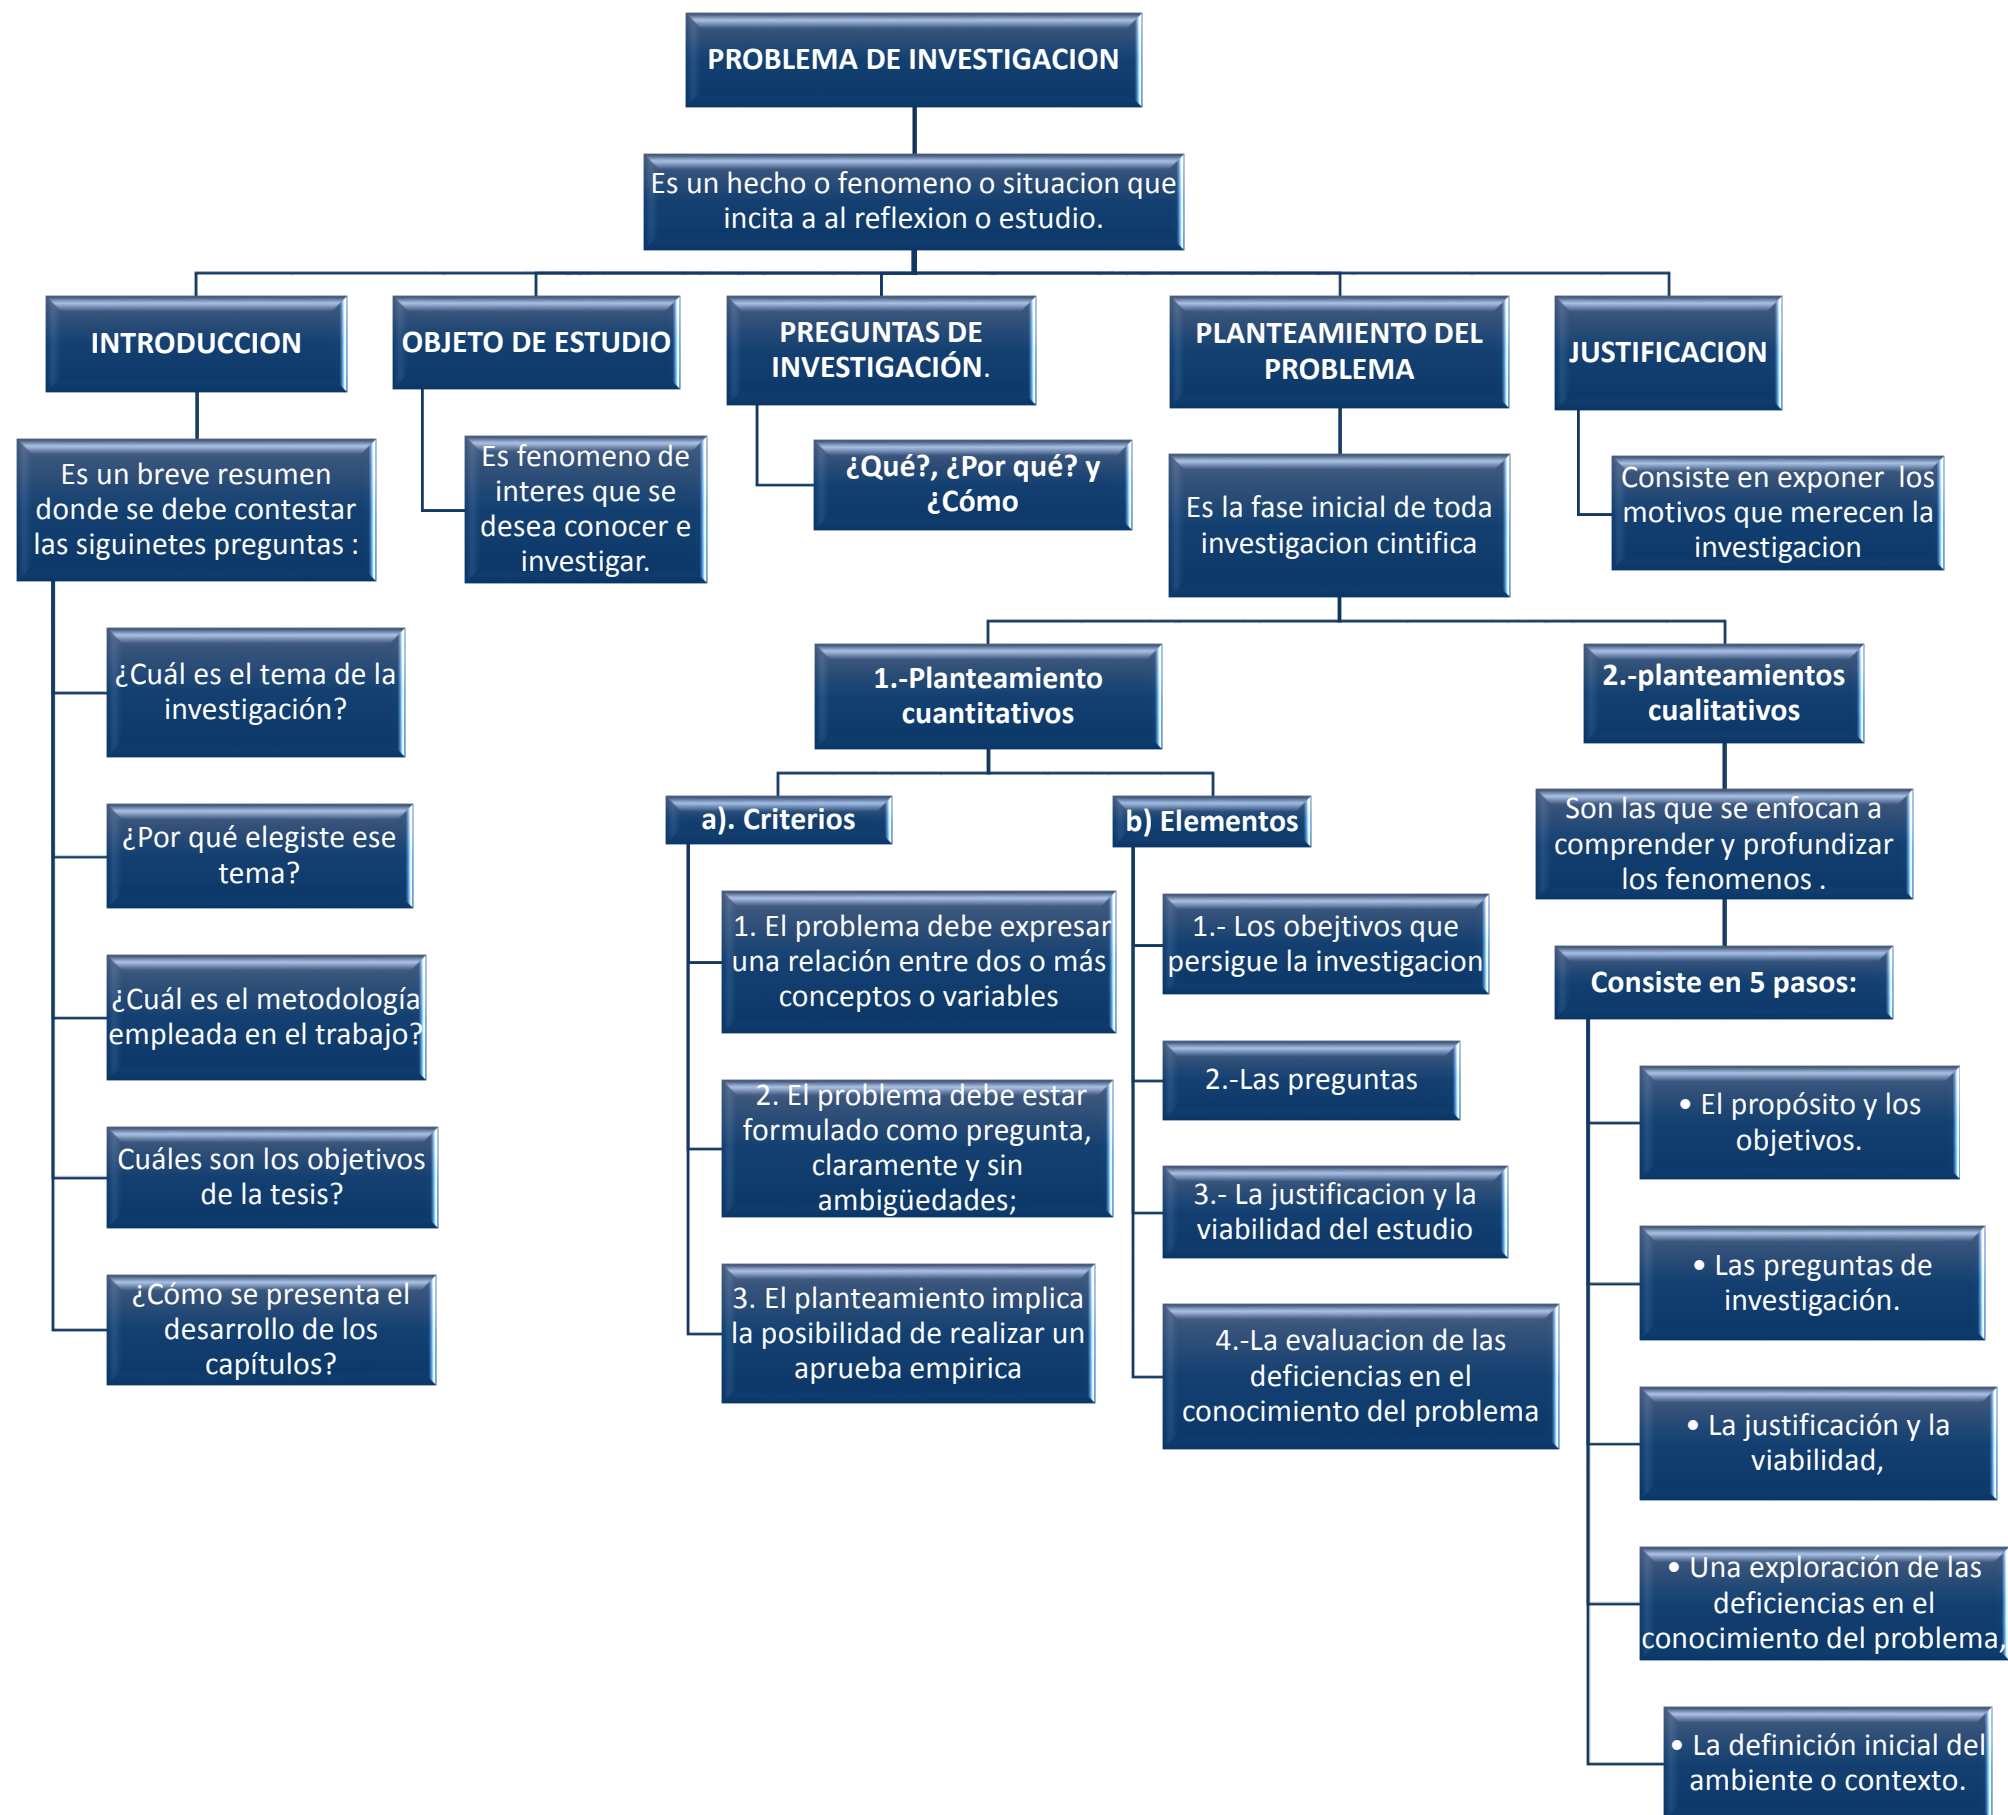 PROBLEMA DE INVESTIGACION
Es un hecho o fenomeno o situacion que
incita a al reflexion o estudio.
INTRODUCCION
Es un breve resumen
donde se debe contestar
las siguinetes preguntas :
¿Cuál es el tema de la
investigación?
¿Por qué elegiste ese
tema?
¿Cuál es el metodología
empleada en el trabajo?
Cuáles son los objetivos
de la tesis?
¿Cómo se presenta el
desarrollo de los
capítulos?
OBJETO DE ESTUDIO
Es fenomeno de
interes que se
desea conocer e
investigar.
PREGUNTAS DE
INVESTIGACIÓN.
¿Qué?, ¿Por qué? y
¿Cómo
PLANTEAMIENTO DEL
PROBLEMA
Es la fase inicial de toda
investigacion cintifica
1.-Planteamiento
cuantitativos
a). Criterios
1. El problema debe expresar
una relación entre dos o más
conceptos o variables
2. El problema debe estar
formulado como pregunta,
claramente y sin
ambigüedades;
3. El planteamiento implica
la posibilidad de realizar un
aprueba empirica
b) Elementos
1.- Los obejtivos que
persigue la investigacion
2.-Las preguntas
3.- La justificacion y la
viabilidad del estudio
4.-La evaluacion de las
deficiencias en el
conocimiento del problema
2.-planteamientos
cualitativos
Son las que se enfocan a
comprender y profundizar
los fenomenos .
Consiste en 5 pasos:
• El propósito y los
objetivos.
• Las preguntas de
investigación.
• La justificación y la
viabilidad,
• Una exploración de las
deficiencias en el
conocimiento del problema,
• La definición inicial del
ambiente o contexto.
JUSTIFICACION
Consiste en exponer  los
motivos que merecen la
investigacion